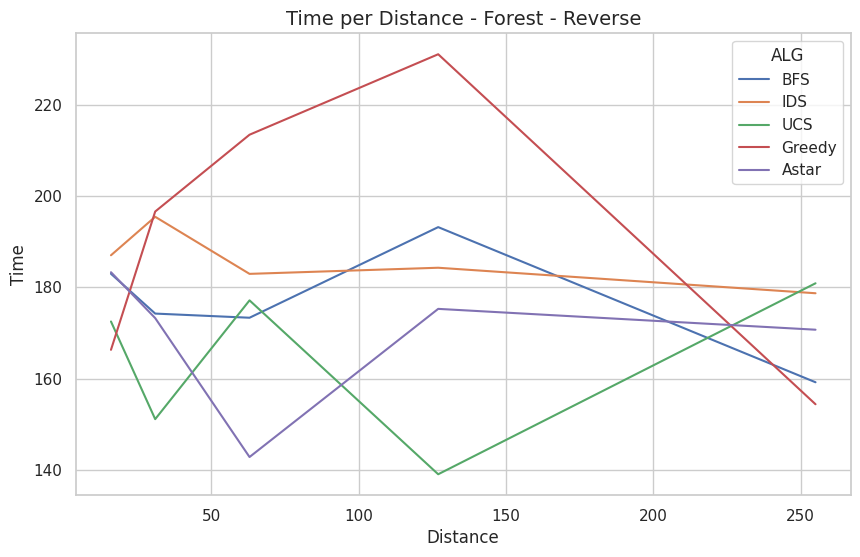 Time per Distance - Forest - Reverse
ALG
BFS
IDS
UCS
Greedy
Astar
Time
220
200
180
160
140
50
100
150
200
250
Distance